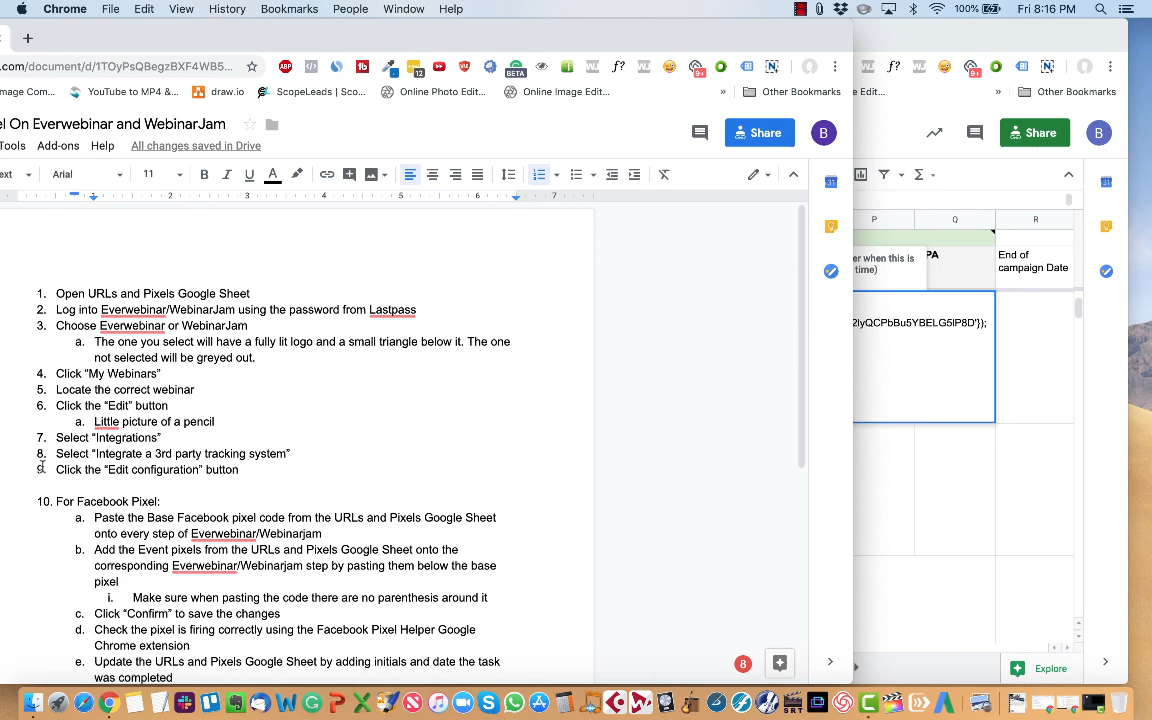 Chrome File Edit View History Bookmarks People Window Help 100% Fri 8:16 PM
com/document/d/1TOyPsQBegzBXF4WB5...
mage Com... YouTube to MP4 &... draw.io ScopeLeads | Sco... Online Photo Edit... Online Image Edit... » Other Bookmarks
e Edit... » Other Bookmarks
el On Everwebinar and WebinarJam
Share B
Share B
Tools Add-ons Help All changes saved in Drive
ext Arial 11 B I U A
1 2 3 4 5 6 7
P Q R
er when this is
time)
PA
End of
campaign Date
2lyQCPbBu5YBELG5lP8D'});
1. Open URLs and Pixels Google Sheet
2. Log into Everwebinar/WebinarJam using the password from Lastpass
3. Choose Everwebinar or WebinarJam
a. The one you select will have a fully lit logo and a small triangle below it. The one
not selected will be greyed out.
4. Click “My Webinars”
5. Locate the correct webinar
6. Click the “Edit” button
a. Little picture of a pencil
7. Select “Integrations”
8. Select “Integrate a 3rd party tracking system”
Click the “Edit configuration” button
10. For Facebook Pixel:
a. Paste the Base Facebook pixel code from the URLs and Pixels Google Sheet
onto every step of Everwebinar/Webinarjam
b. Add the Event pixels from the URLs and Pixels Google Sheet onto the
corresponding Everwebinar/Webinarjam step by pasting them below the base
pixel
i. Make sure when pasting the code there are no parenthesis around it
c. Click “Confirm” to save the changes
d. Check the pixel is firing correctly using the Facebook Pixel Helper Google
Chrome extension
e. Update the URLs and Pixels Google Sheet by adding initials and date the task
was completed
8
Explore